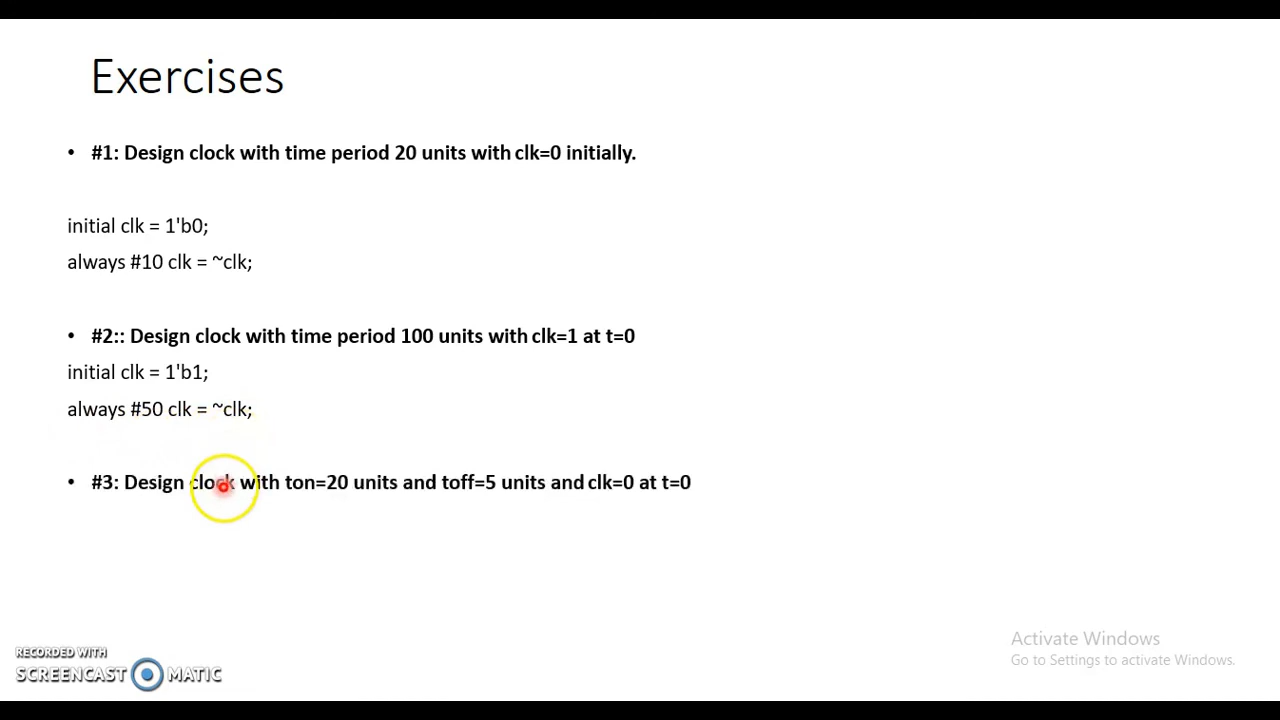 Exercises
• #1: Design clock with time period 20 units with clk=0 initially.
initial clk = 1'b0;
always #10 clk = ~clk;
• #2:: Design clock with time period 100 units with clk=1 at t=0
initial clk = 1'b1;
always #50 clk = ~clk;
• #3: Design clock with ton=20 units and toff=5 units and clk=0 at t=0
Activate Windows
Go to Settings to activate Windows.
RECORDED WITH
SCREENCAST MATIC